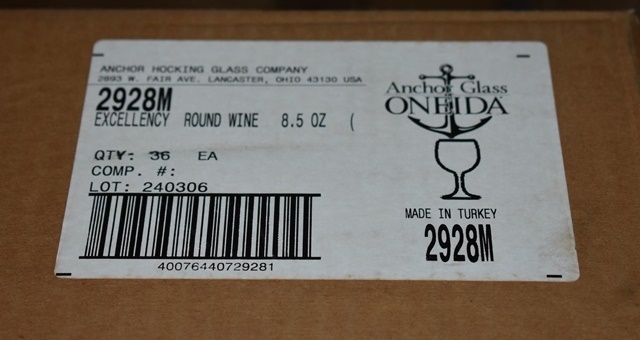 ANCHOR HOCKING GLASS COMPANY
2893 W. FAIR AVE. LANCASTER, OHIO 43130 USA
2928M
EXCELLENCY ROUND WINE 8.5 OZ (
QTY: 36 EA
COMP. #:
LOT: 240306
40076440729281
Anchor Glass
ONEIDA
MADE IN TURKEY
2928M